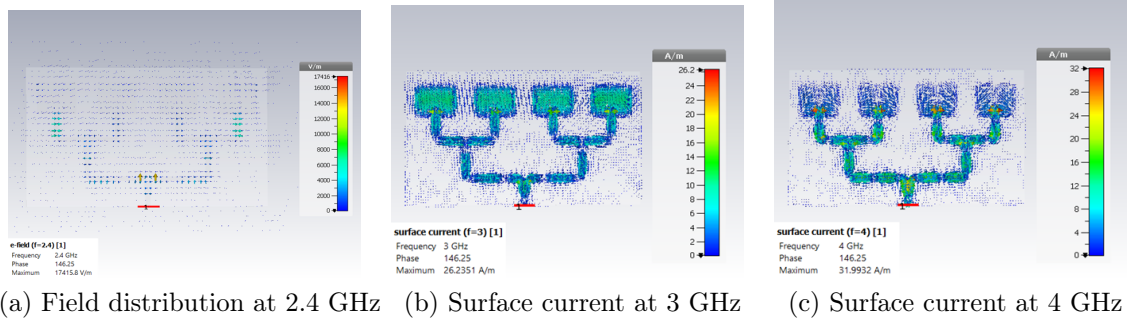 V/m
17416
14000
12000
10000
8000
6000
4000
2000
0
1
e-field (f=2.4) [1]
Frequency 2.4 GHz
Phase 146.25
Maximum 17415.8 V/m
A/m
26.2
24
22
20
18
16
14
12
10
8
6
4
2
0
1
surface current (f=3) [1]
Frequency 3 GHz
Phase 146.25
Maximum 26.2351 A/m
A/m
32
28
24
20
16
12
8
4
0
1
surface current (f=4) [1]
Frequency 4 GHz
Phase 146.25
Maximum 31.9932 A/m
(a) Field distribution at 2.4 GHz (b) Surface current at 3 GHz (c) Surface current at 4 GHz